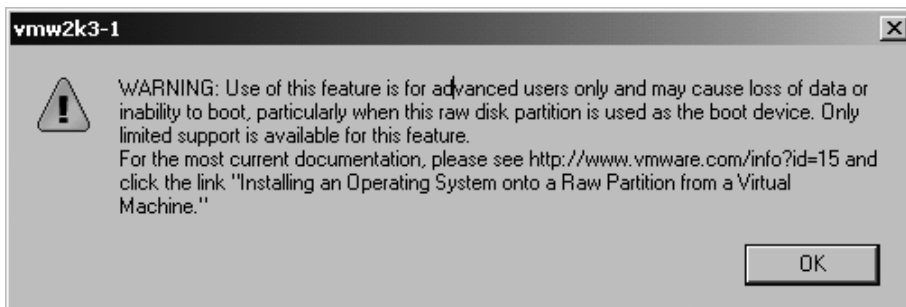 vmw2k3-1
WARNING: Use of this feature is for advanced users only and may cause loss of data or
inability to boot, particularly when this raw disk partition is used as the boot device. Only
limited support is available for this feature.
For the most current documentation, please see http://www.vmware.com/info?id=15 and
click the link "Installing an Operating System onto a Raw Partition from a Virtual
Machine."
OK